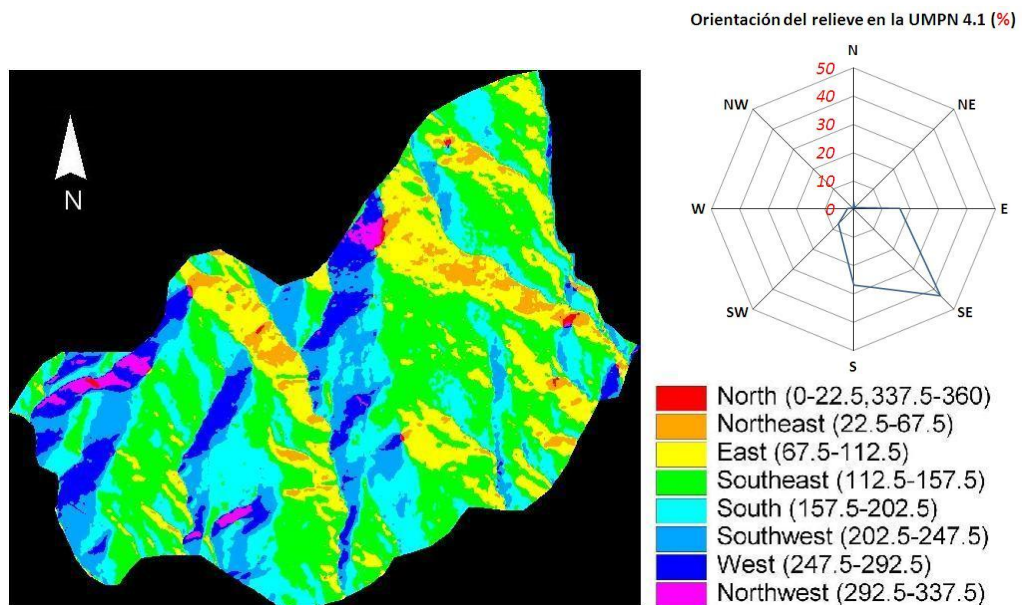 Orientación del relieve en la UMPN 4.1 (%)
N
NW
50
NE
40
30
20
10
W
0
E
SW
SE
S
N
North (0-22.5,337.5-360)
Northeast (22.5-67.5)
East (67.5-112.5)
Southeast (112.5-157.5)
South (157.5-202.5)
Southwest (202.5-247.5)
West (247.5-292.5)
Northwest (292.5-337.5)